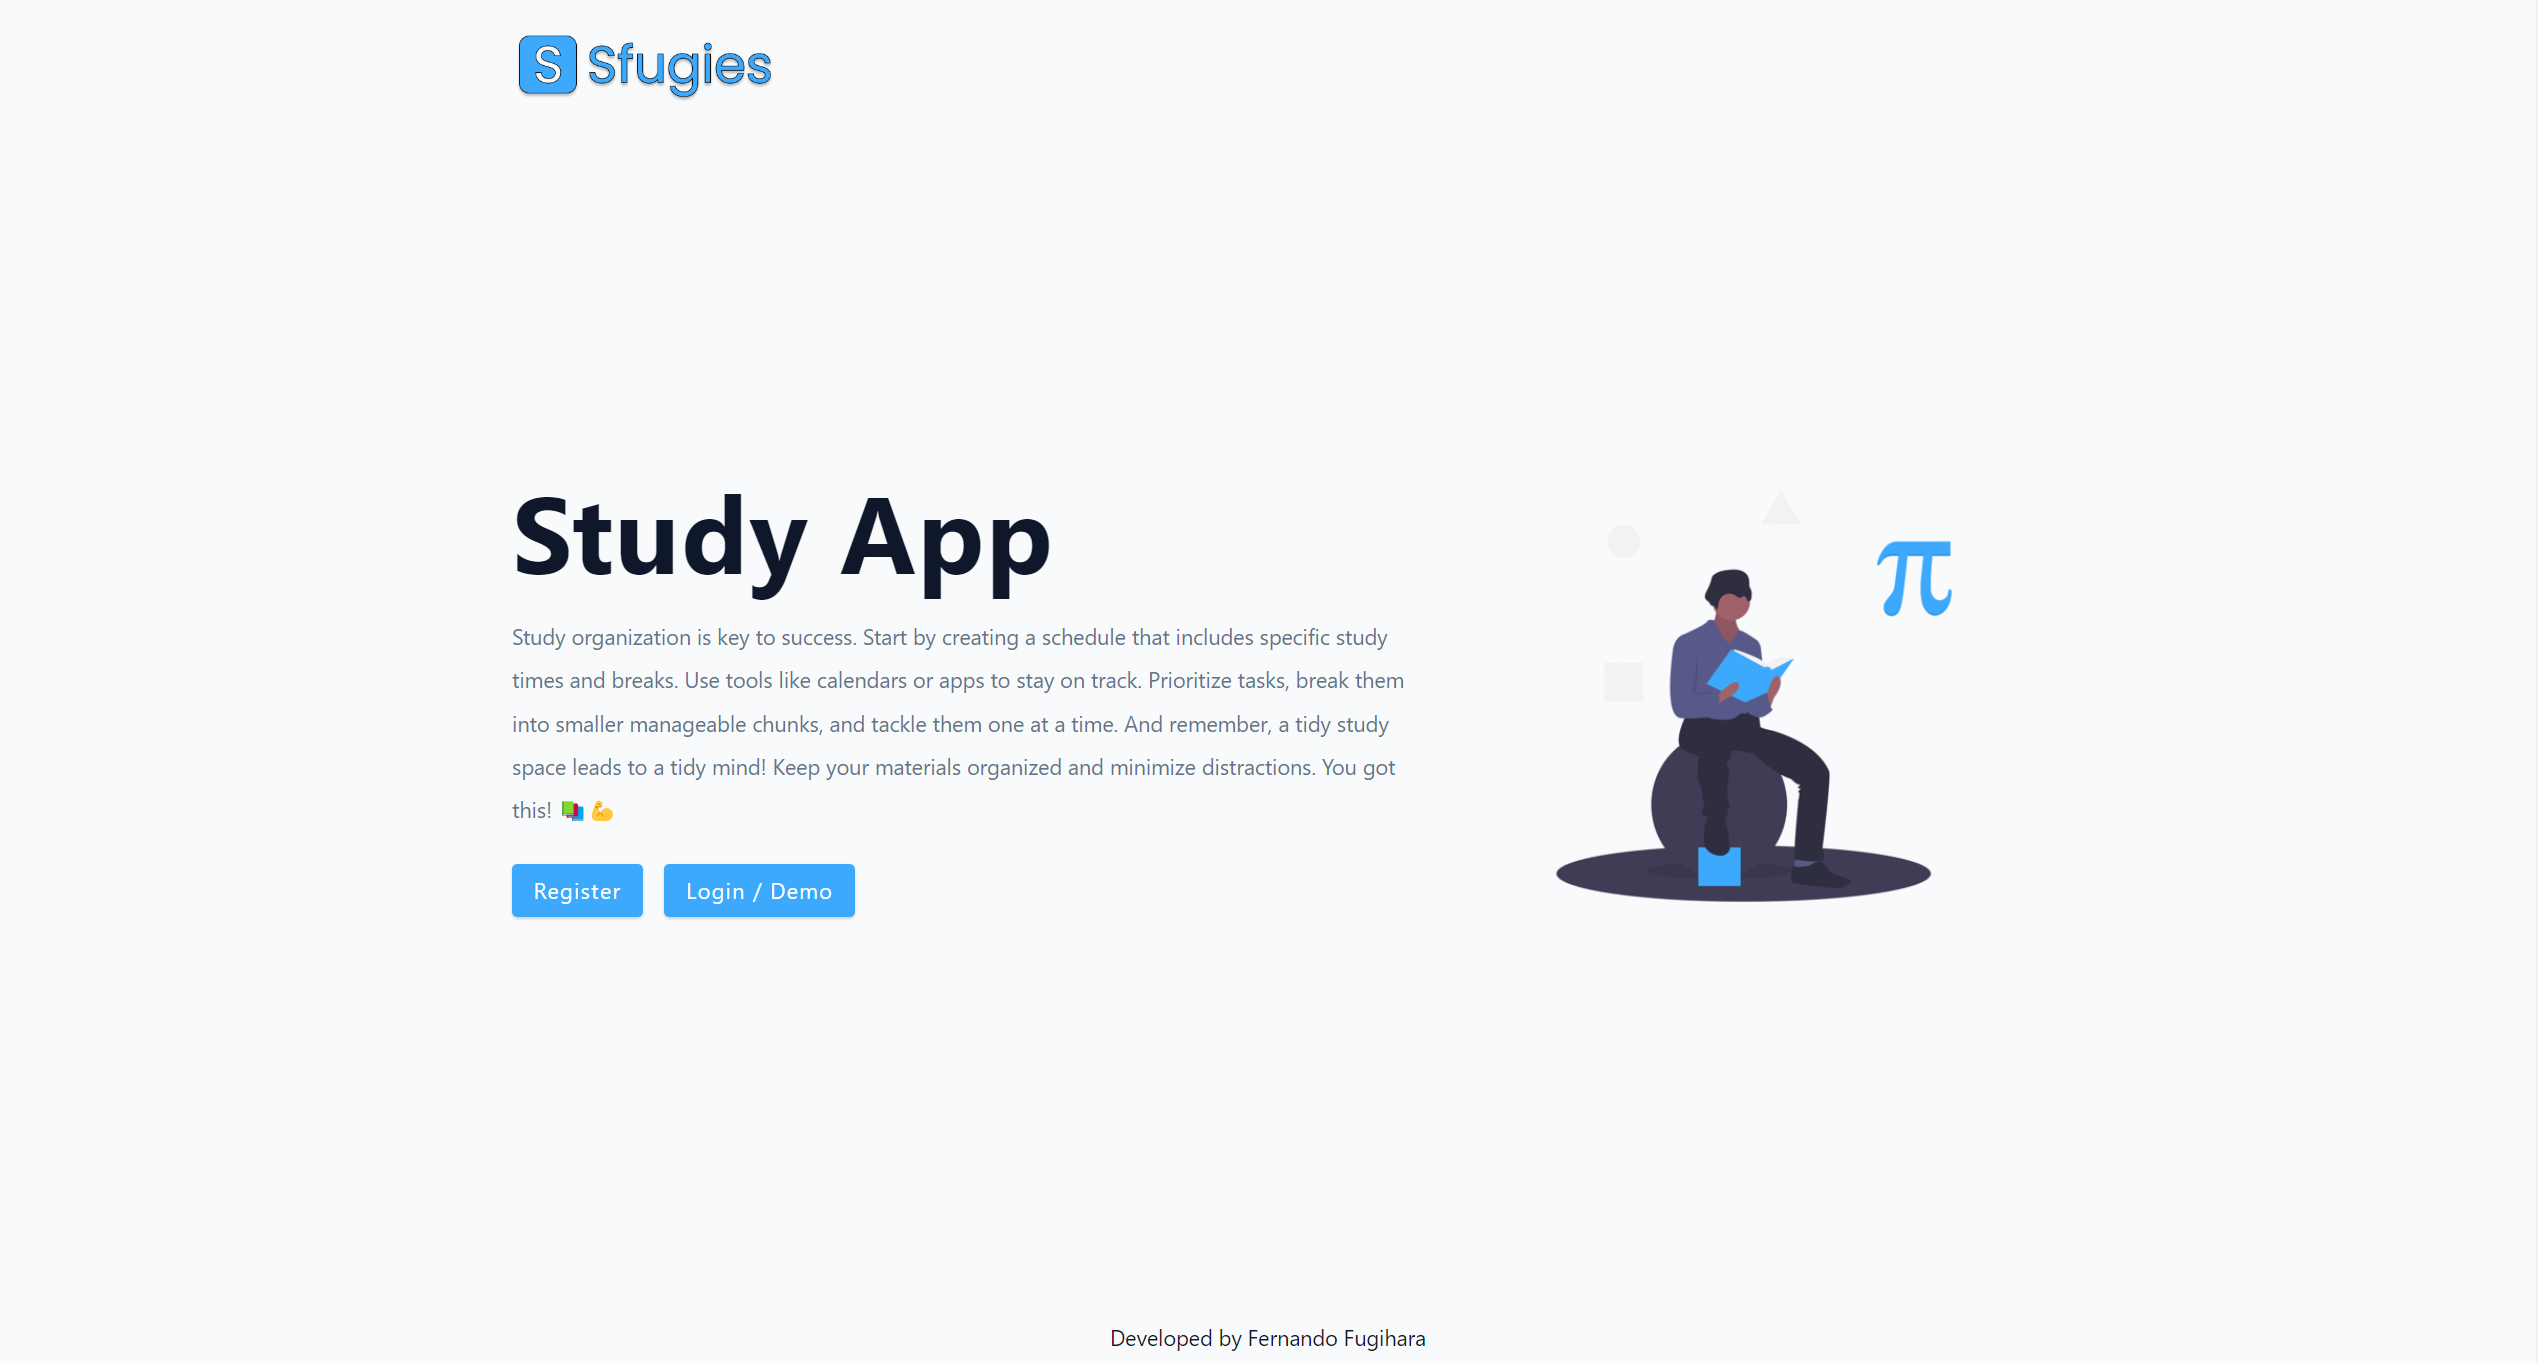 S Sfugies
Study App
Study organization is key to success. Start by creating a schedule that includes specific study
times and breaks. Use tools like calendars or apps to stay on track. Prioritize tasks, break them
into smaller manageable chunks, and tackle them one at a time. And remember, a tidy study
space leads to a tidy mind! Keep your materials organized and minimize distractions. You got
this! 📚 💪
π
Register
Login / Demo
Developed by Fernando Fugihara